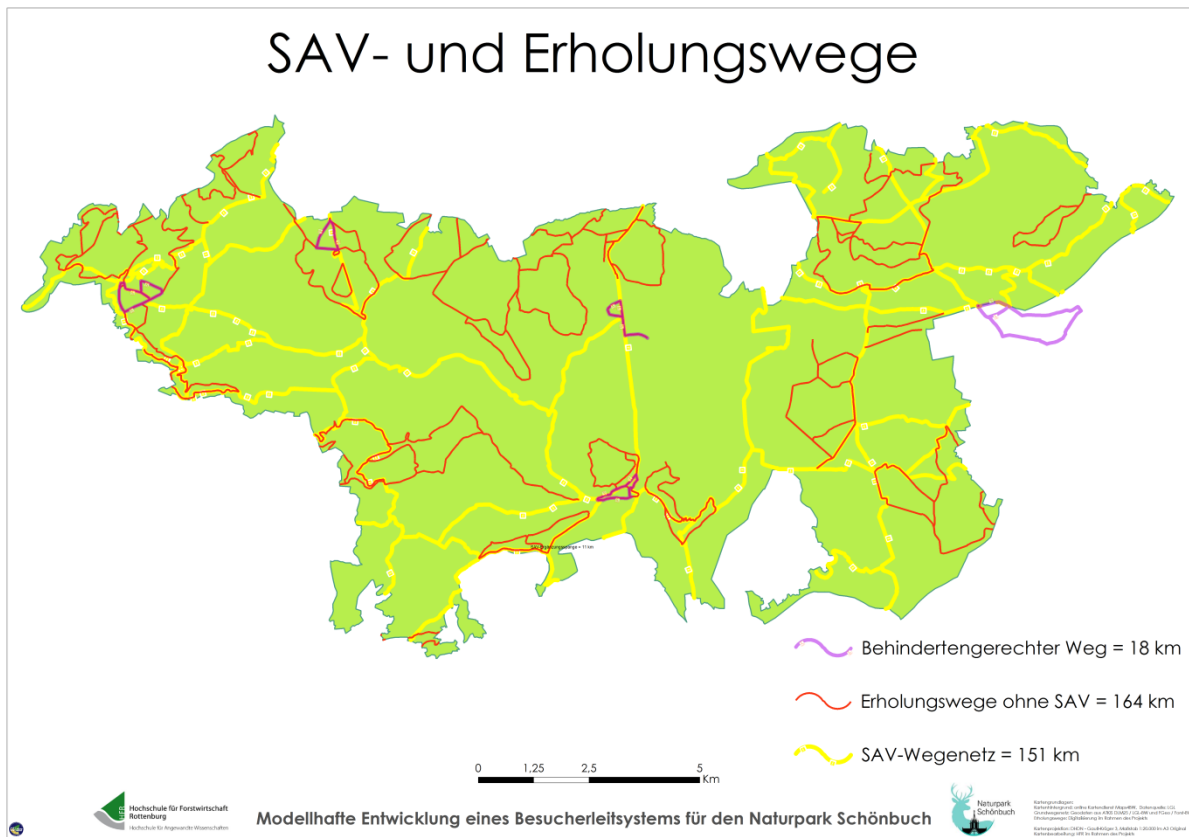 SAV- und Erholungswege
Behindertengerechter Weg = 18 km
Erholungswege ohne SAV = 164 km
SAV-Wegenetz = 151 km
0 1,25 2,5 5
Km
HFR
Hochschule für Forstwirtschaft
Rottenburg
Hochschule für Angewandte Wissenschaften
Modellhafte Entwicklung eines Besucherleitsystems für den Naturpark Schönbuch
Naturpark
Schönbuch
Kartengrundlagen: